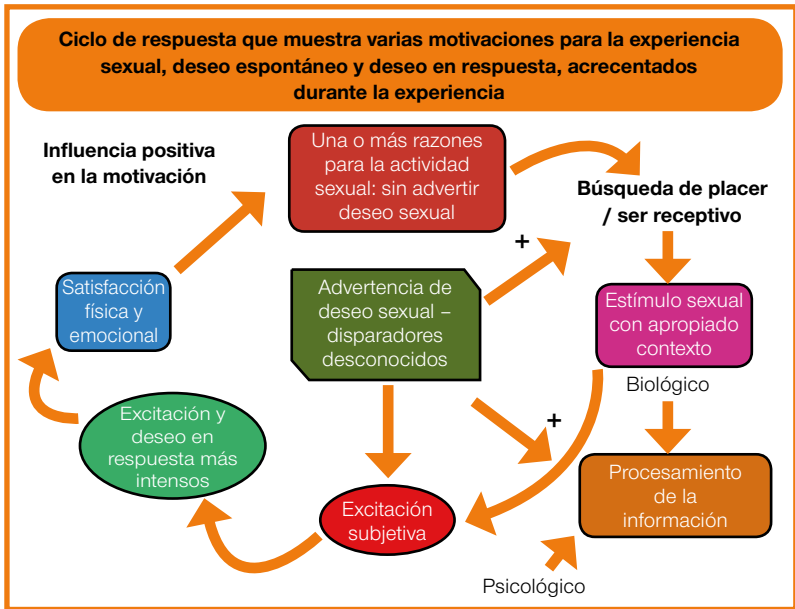 Ciclo de respuesta que muestra varias motivaciones para la experiencia
sexual, deseo espontáneo y deseo en respuesta, acrecentados
durante la experiencia
Influencia positiva
en la motivación
Una o más razones
para la actividad
sexual: sin advertir
deseo sexual
Búsqueda de placer
/ ser receptivo
+
Satisfacción
física y
emocional
Advertencia de
deseo sexual –
disparadores
desconocidos
Estímulo sexual
con apropiado
contexto
Biológico
+
Excitación y
deseo en
respuesta más
intensos
Excitación
subjetiva
Procesamiento
de la
información
Psicológico